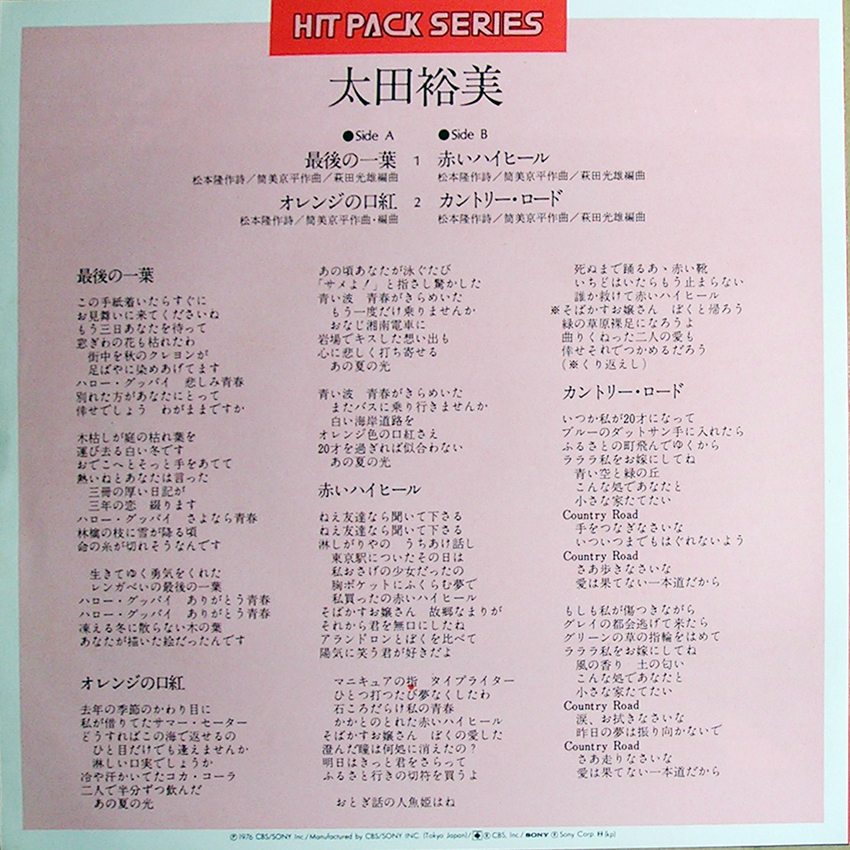 HIT PACK SERIES
太田裕美
●Side A
●Side B
最後の一葉 1 赤いハイヒール
松本隆作詩／筒美京平作曲／萩田光雄編曲
松本隆作詩／筒美京平作曲／萩田光雄編曲
オレンジの口紅 2 カントリー・ロード
松本隆作詩／筒美京平作曲・編曲
松本隆作詩／筒美京平作曲／萩田光雄編曲
最後の一葉
この手紙着いたらすぐに
お見舞いに来てくださいね
もう三日あなたを待って
窓ぎわの花も枯れたわ
街中を秋のクレヨンが
足ばやに染めあげてます
ハロー・グッバイ 悲しみ青春
別れた方があなたにとって
倖せでしょう わがままですか
木枯しが庭の枯れ葉を
運び去る白い冬です
おでこへとそっと手をあてて
熱いねとあなたは言った
三冊の厚い日記が
三年の恋 綴ります
ハロー・グッバイ さよなら青春
林檎の枝に雪が降る頃
命の糸が切れそうなんです
生きてゆく勇気をくれた
レンガべいの最後の一葉
ハロー・グッバイ ありがとう青春
ハロー・グッバイ ありがとう青春
凍える冬に散らない木の葉
あなたが描いた絵だったんです
オレンジの口紅
去年の季節のかわり目に
私が借りてたサマー・セーター
どうすればこの海で返せるの
ひと目だけでも逢えませんか
淋しい口実でしょうか
冷や汗かいてたコカ・コーラ
二人で半分ずつ飲んだ
あの夏の光
あの頃あなたが泳ぐたび
「サメよ！」と指さし驚かした
青い波 青春がきらめいた
もう一度だけ乗りませんか
おなじ湘南電車に
岩場でキスした想い出も
心に悲しく打ち寄せる
あの夏の光
青い波 青春がきらめいた
またバスに乗り行きませんか
白い海岸道路を
オレンジ色の口紅さえ
20才を過ぎれば似合わない
あの夏の光
赤いハイヒール
ねえ友達なら聞いて下さる
ねえ友達なら聞いて下さる
淋しがりやの うちあけ話し
東京駅についたその日は
私おさげの少女だったの
胸ポケットにふくらむ夢で
私買ったの赤いハイヒール
そばかすお嬢さん 故郷なまりが
それから君を無口にしたね
アランドロンとぼくを比べて
陽気に笑う君が好きだよ
マニキュアの指 タイプライター
ひとつ打つたび夢なくしたわ
石ころだらけ私の青春
かかとのとれた赤いハイヒール
そばかすお嬢さん ぼくの愛した
澄んだ瞳は何処に消えたの？
明日はきっと君をさらって
ふるさと行きの切符を買うよ
おとぎ話の人魚姫はね
死ぬまで踊るあゝ赤い靴
いちどはいたらもう止まらない
誰か救けて赤いハイヒール
※そばかすお嬢さん ぼくと帰ろう
緑の草原裸足になろうよ
曲りくねった二人の愛も
倖せそれでつかめるだろう
（※くり返えし）
カントリー・ロード
いつか私が20才になって
ブルーのダットサン手に入れたら
ふるさとの町飛んでゆくから
ラララ私をお嫁にしてね
青い空と緑の丘
こんな処であなたと
小さな家たてたい
Country Road
手をつなぎなさいな
いついつまでもはぐれないよう
Country Road
さあ歩きなさいな
愛は果てない一本道だから
もしも私が傷つきながら
グレイの都会逃げて来たら
グリーンの草の指輪をはめて
ラララ私をお嫁にしてね
風の香り 土の匂い
こんな処であなたと
小さな家たてたい
Country Road
涙、お拭きなさいな
昨日の夢は振り向かないで
Country Road
さあ走りなさいな
愛は果てない一本道だから
Ⓟ1976 CBS/SONY Inc./Manufactured by CBS/SONY INC. (Tokyo Japan)/ ® CBS, Inc./ SONY ® Sony Corp. H (kp)